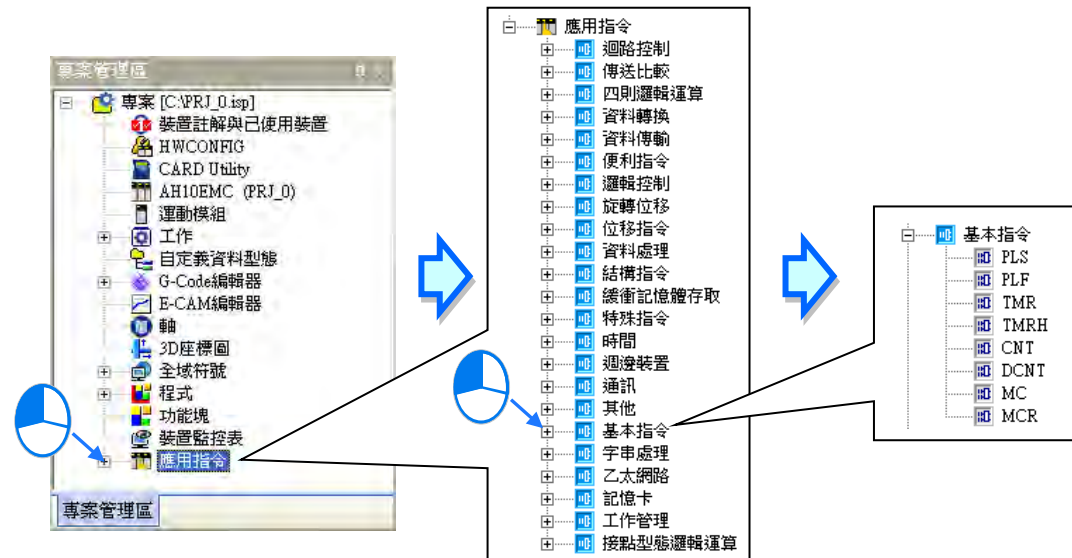 專案管理區
專案 [C:\PRJ_0.isp]
裝置註解與已使用裝置
HWCONFIG
CARD Utility
AH10EMC (PRJ_0)
運動模組
工作
自定義資料型態
G-Code編輯器
E-CAM編輯器
軸
3D座標圖
全域符號
程式
功能塊
裝置監控表
應用指令
專案管理區
應用指令
迴路控制
傳送比較
四則邏輯運算
資料轉換
資料傳輸
便利指令
邏輯控制
旋轉位移
位移指令
資料處理
結構指令
緩衝記憶體存取
特殊指令
時間
週邊裝置
通訊
其他
基本指令
字串處理
乙太網路
記憶卡
工作管理
接點型態邏輯運算
基本指令
PLS
PLF
TMR
TMRH
CNT
DCNT
MC
MCR